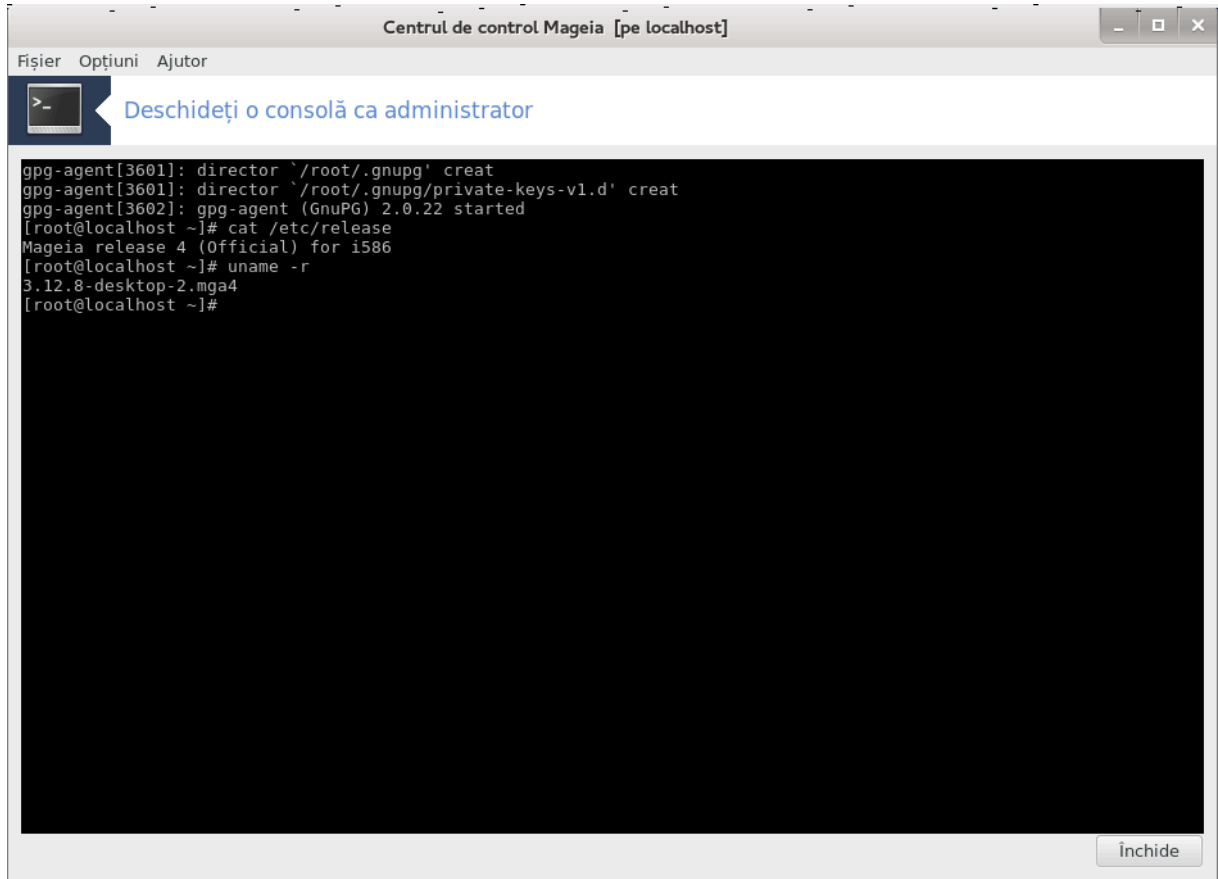 Centrul de control Mageia [pe localhost]
Fișier Opțiuni Ajutor
>_
Deschideți o consolă ca administrator
gpg-agent[3601]: director `/root/.gnupg' creat
gpg-agent[3601]: director `/root/.gnupg/private-keys-v1.d' creat
gpg-agent[3602]: gpg-agent (GnuPG) 2.0.22 started
[root@localhost ~]# cat /etc/release
Mageia release 4 (Official) for i586
[root@localhost ~]# uname -r
3.12.8-desktop-2.mga4
[root@localhost ~]#
Închide